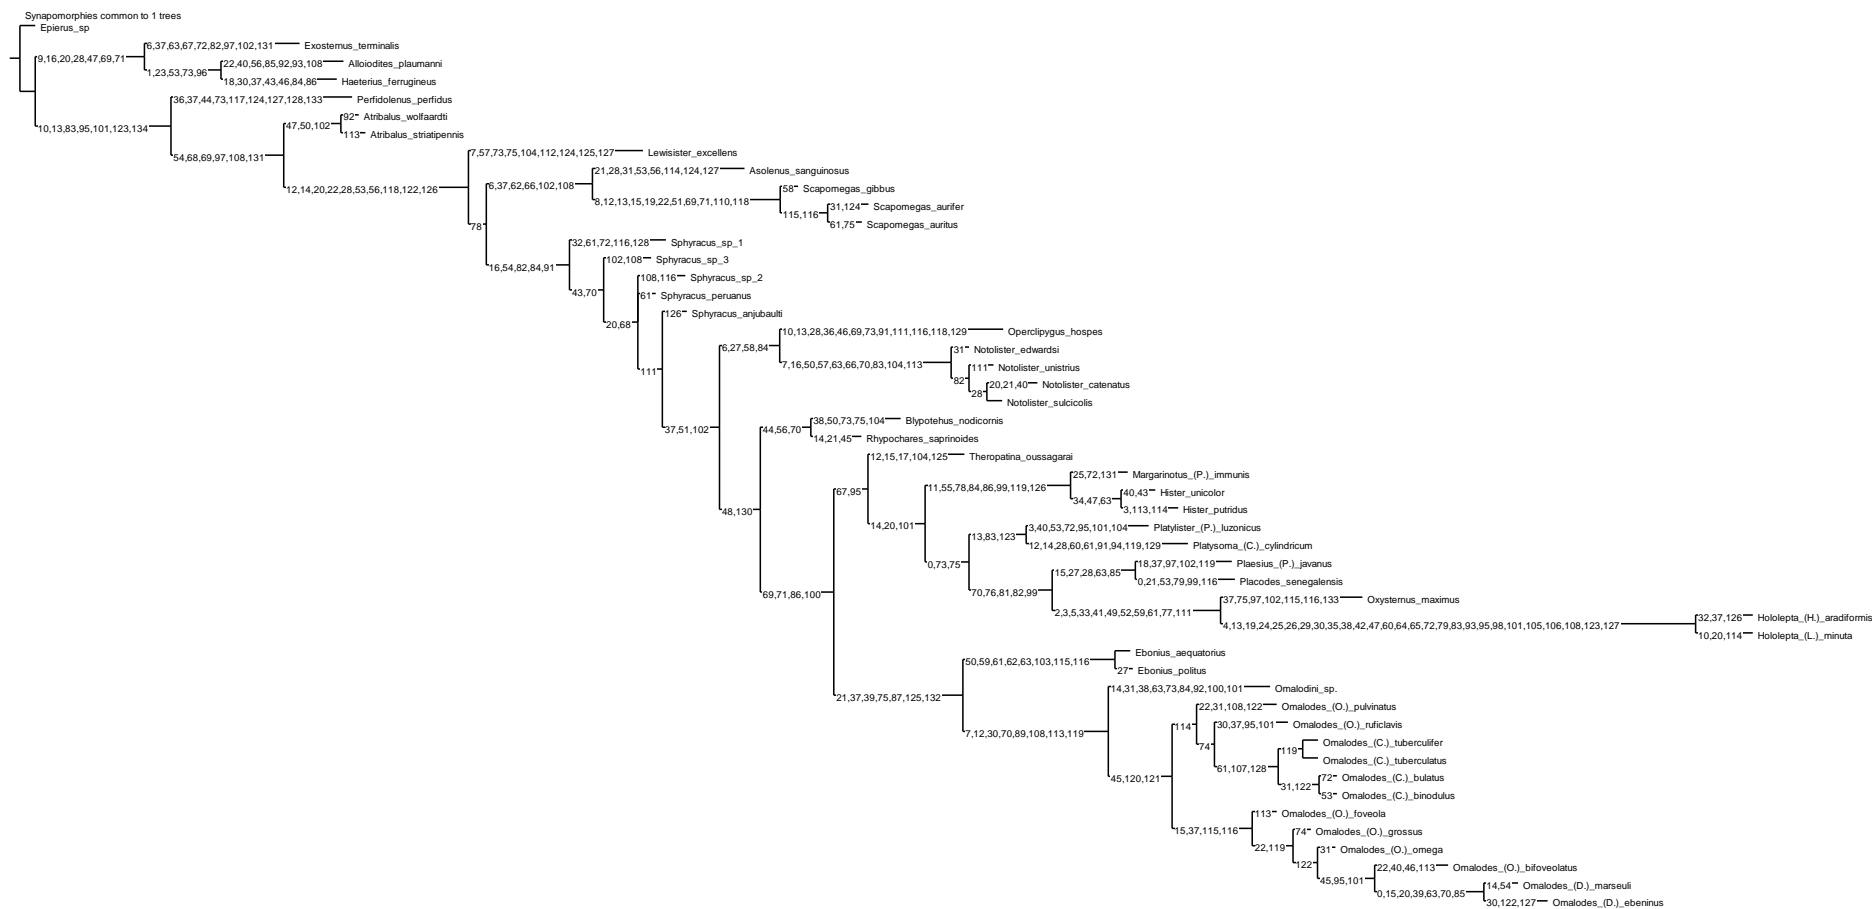 Synapomorphies common to 1 trees
Epierus_sp
6,37,63,67,72,82,97,102,131 Exosternus_terminalis
9,16,20,28,47,69,71
22,40,56,85,92,93,108 Alloiodites_plaumanni
1,23,53,73,96
18,30,37,43,46,84,86 Haeterius_ferrugineus
36,37,44,73,117,124,127,128,133 Perfidolenus_perfidus
92 Atribalus_wolfaardti
47,50,102
10,13,83,95,101,123,134
113 Atribalus_striatipennis
7,57,73,75,104,112,124,125,127 Lewisister_excellens
54,68,69,97,108,131
21,28,31,53,56,114,124,127 Asolenus_sanguinosus
6,37,62,66,102,108
12,14,20,22,28,53,56,118,122,126
58 Scapomegas_gibbus
8,12,13,15,19,22,51,69,71,110,118
31,124 Scapomegas_aurifer
115,116
61,75 Scapomegas_auritus
78
32,61,72,116,128 Sphyracus_sp_1
102,108 Sphyracus_sp_3
16,54,82,84,91
108,116 Sphyracus_sp_2
43,70
61 Sphyracus_peruanus
126 Sphyracus_anjubaulti
20,68
10,13,28,36,46,69,73,91,111,116,118,129 Operclipygus_hospes
6,27,58,84
31 Notolister_edwardsi
7,16,50,57,63,66,70,83,104,113
111 Notolister_unistrius
111
82
20,21,40 Notolister_catenatus
28
Notolister_sulcicolis
38,50,73,75,104 Blypotehus_nodicornis
37,51,102
44,56,70
14,21,45 Rhypochares_saprinoides
12,15,17,104,125 Theropatina_oussagarai
25,72,131 Margarinotus_(P.)_immunis
11,55,78,84,86,99,119,126
67,95
40,43 Hister_unicolor
34,47,63
3,113,114 Hister_putridus
48,130
14,20,101
3,40,53,72,95,101,104 Platylister_(P.)_luzonicus
13,83,123
12,14,28,60,61,91,94,119,129 Platysoma_(C.)_cylindricum
0,73,75
18,37,97,102,119 Plaesius_(P.)_javanus
15,27,28,63,85
0,21,53,79,99,116 Placodes_senegalensis
70,76,81,82,99
69,71,86,100
37,75,97,102,115,116,133 Oxysternus_maximus
2,3,5,33,41,49,52,59,61,77,111
32,37,126 Hololepta_(H.)_aradiformis
4,13,19,24,25,26,29,30,35,38,42,47,60,64,65,72,79,83,93,95,98,101,105,106,108,123,127
10,20,114 Hololepta_(L.)_minuta
Ebonius_aequatorius
50,59,61,62,63,103,115,116
27 Ebonius_politus
14,31,38,63,73,84,92,100,101 Omalodini_sp.
21,37,39,75,87,125,132
22,31,108,122 Omalodes_(O.)_pulvinatus
114
30,37,95,101 Omalodes_(O.)_ruficlavis
7,12,30,70,89,108,113,119
Omalodes_(C.)_tuberculifer
74
119
Omalodes_(C.)_tuberculatus
61,107,128
45,120,121
72 Omalodes_(C.)_bulatus
31,122
53 Omalodes_(C.)_binodulus
113 Omalodes_(O.)_foveola
15,37,115,116
74 Omalodes_(O.)_grossus
22,119
31 Omalodes_(O.)_omega
122
22,40,46,113 Omalodes_(O.)_bifoveolatus
45,95,101
14,54 Omalodes_(D.)_marseuli
0,15,20,39,63,70,85
30,122,127 Omalodes_(D.)_ebeninus